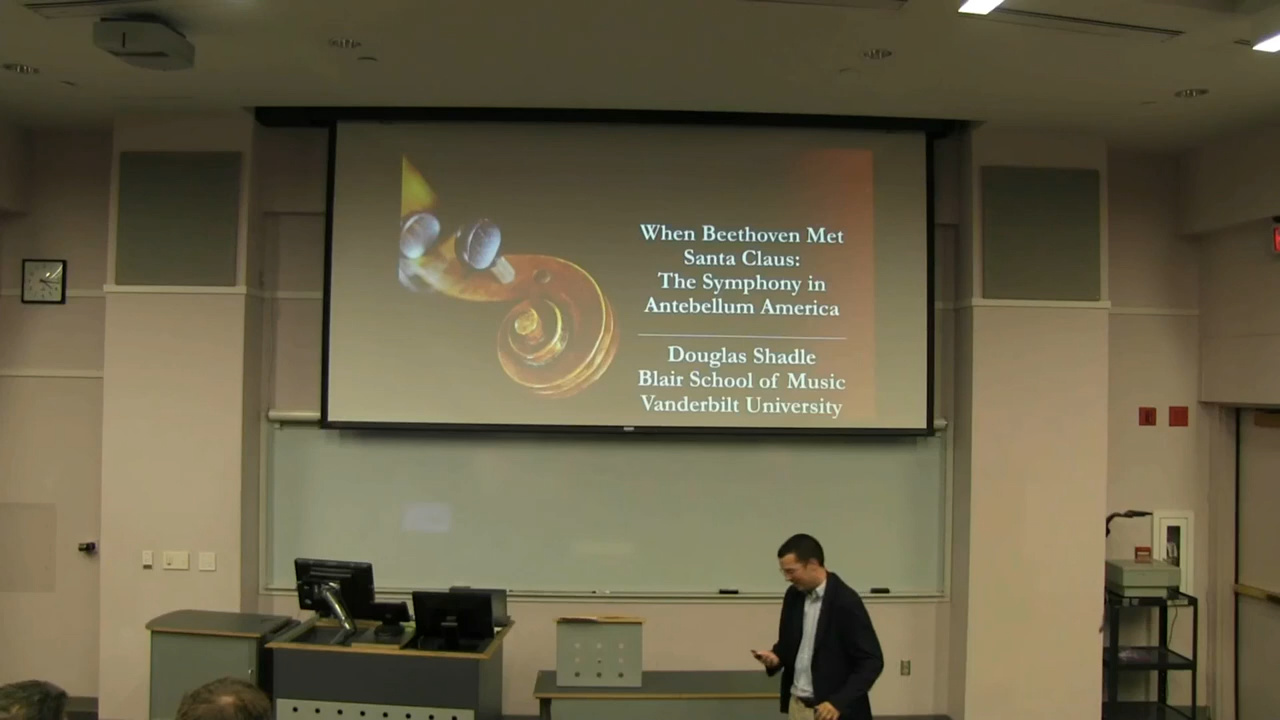 When Beethoven Met
Santa Claus:
The Symphony in
Antebellum America
Douglas Shadle
Blair School of Music
Vanderbilt University